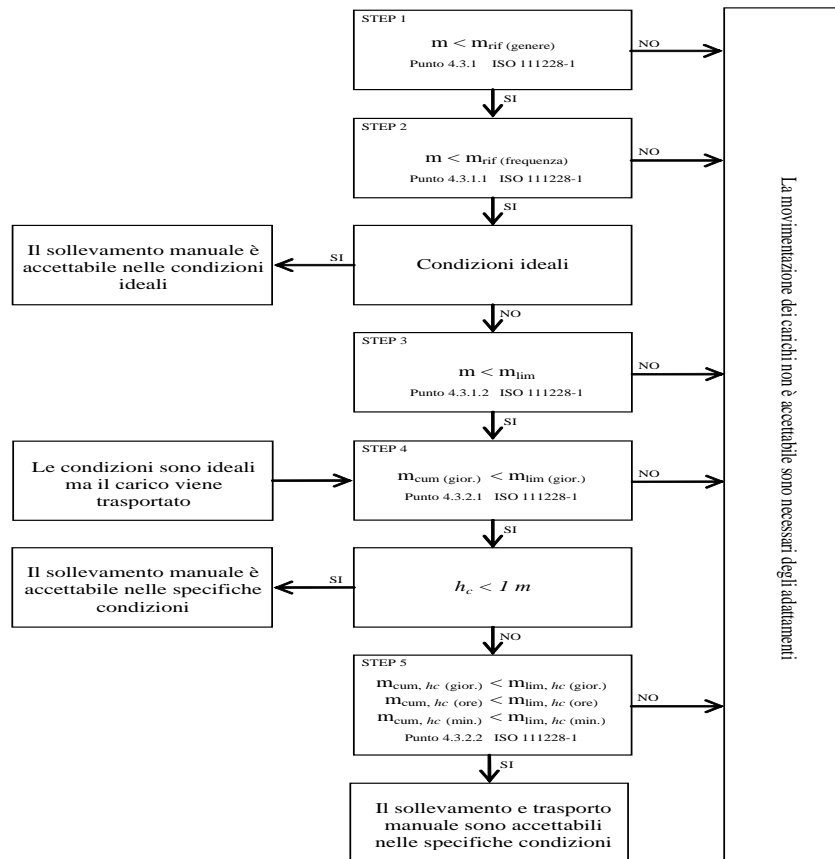 STEP 1
m < mrif (genere)
Punto 4.3.1 ISO 111228-1
NO
SI
STEP 2
m < mrif (frequenza)
Punto 4.3.1.1 ISO 111228-1
NO
SI
Il sollevamento manuale è
accettabile nelle condizioni
ideali
SI
Condizioni ideali
NO
STEP 3
m < mlim
Punto 4.3.1.2 ISO 111228-1
NO
SI
Le condizioni sono ideali
ma il carico viene
trasportato
STEP 4
mcum (gior.) < mlim (gior.)
Punto 4.3.2.1 ISO 111228-1
NO
SI
Il sollevamento manuale è
accettabile nelle specifiche
condizioni
SI
hc < 1 m
NO
STEP 5
mcum, hc (gior.) < mlim, hc (gior.)
mcum, hc (ore) < mlim, hc (ore)
mcum, hc (min.) < mlim, hc (min.)
Punto 4.3.2.2 ISO 111228-1
NO
SI
Il sollevamento e trasporto
manuale sono accettabili
nelle specifiche condizioni
La movimentazione dei carichi non è accettabile sono necessari degli adattamenti